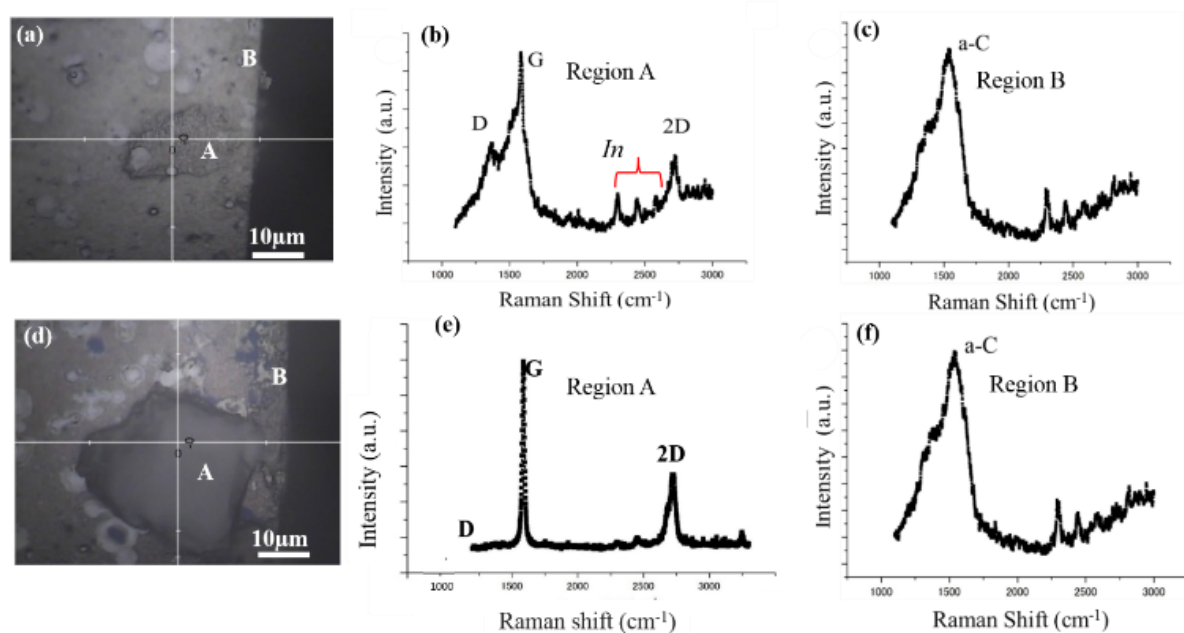 (a)
B
A
10μm
(b)
G
Region A
D
In
2D
Intensity (a.u.)
1000 1500 2000 2500 3000
Raman Shift (cm-1)
(c)
a-C
Region B
Intensity (a.u.)
1000 1500 2000 2500 3000
Raman Shift (cm-1)
(d)
B
A
10μm
(e)
G
Region A
2D
D
Intensity (a.u.)
1000 1500 2000 2500 3000
Raman shift (cm-1)
(f)
a-C
Region B
Intensity (a.u.)
1000 1500 2000 2500 3000
Raman Shift (cm-1)